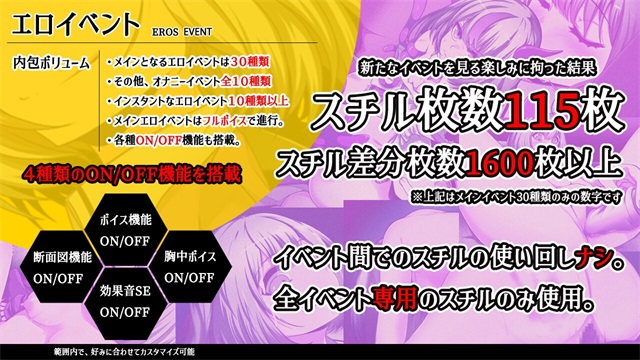 エロイベント EROS EVENT
内包ボリューム
・メインとなるエロイベントは30種類
・その他、オナニーイベント全10種類
・インスタントなエロイベント10種類以上
・メインエロイベントはフルボイスで進行。
・各種ON/OFF機能も搭載。
4種類のON/OFF機能を搭載
ボイス機能
ON/OFF
断面図機能
ON/OFF
胸中ボイス
ON/OFF
効果音SE
ON/OFF
範囲内で、好みに合わせてカスタマイズ可能
新たなイベントを見る楽しみに拘った結果
スチル枚数115枚
スチル差分枚数1600枚以上
※上記はメインイベント30種類のみの数字です
イベント間でのスチルの使い回しナシ。
全イベント専用のスチルのみ使用。